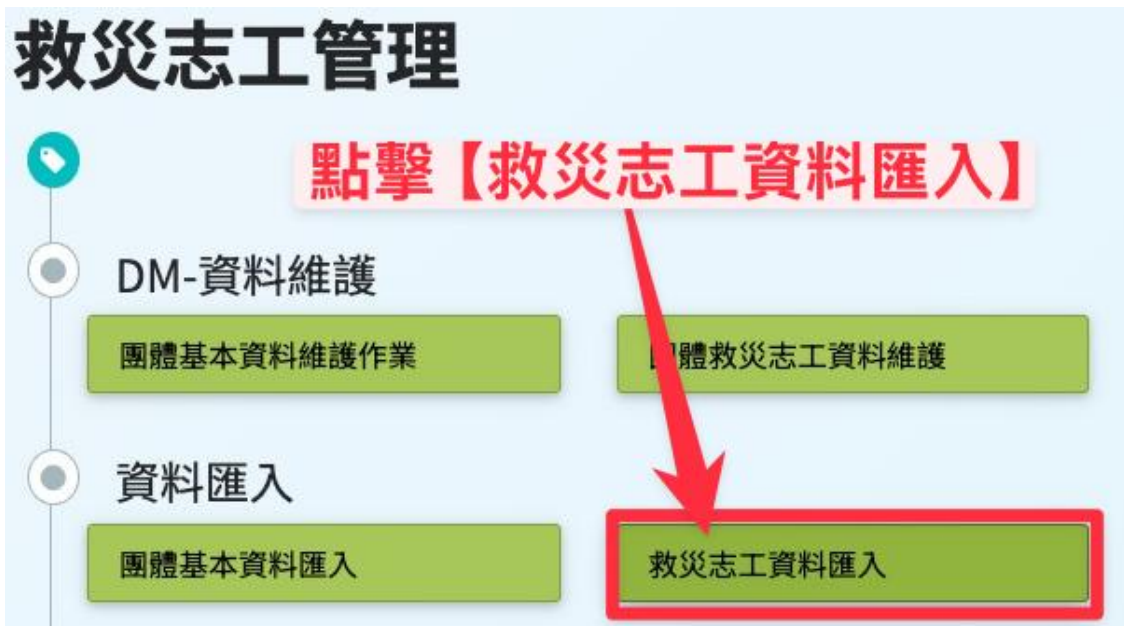 救災志工管理
點擊【救災志工資料匯入】
DM-資料維護
團體基本資料維護作業
體救災志工資料維護
資料匯入
團體基本資料匯入
救災志工資料匯入